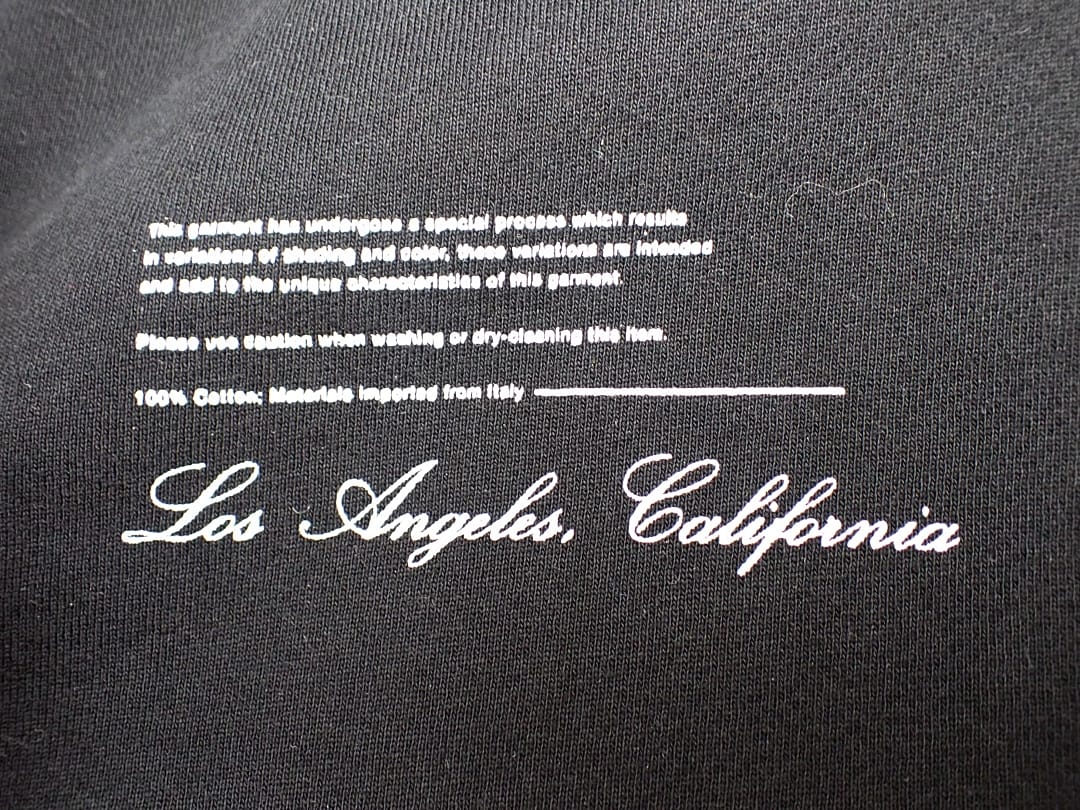 This garment has undergone a special process which results
in variations of shading and color, these variations are intended
and add to the unique characteristics of this garment.
Please use caution when washing or dry-cleaning this item.
100% Cotton: Materials imported from Italy
Los Angeles, California